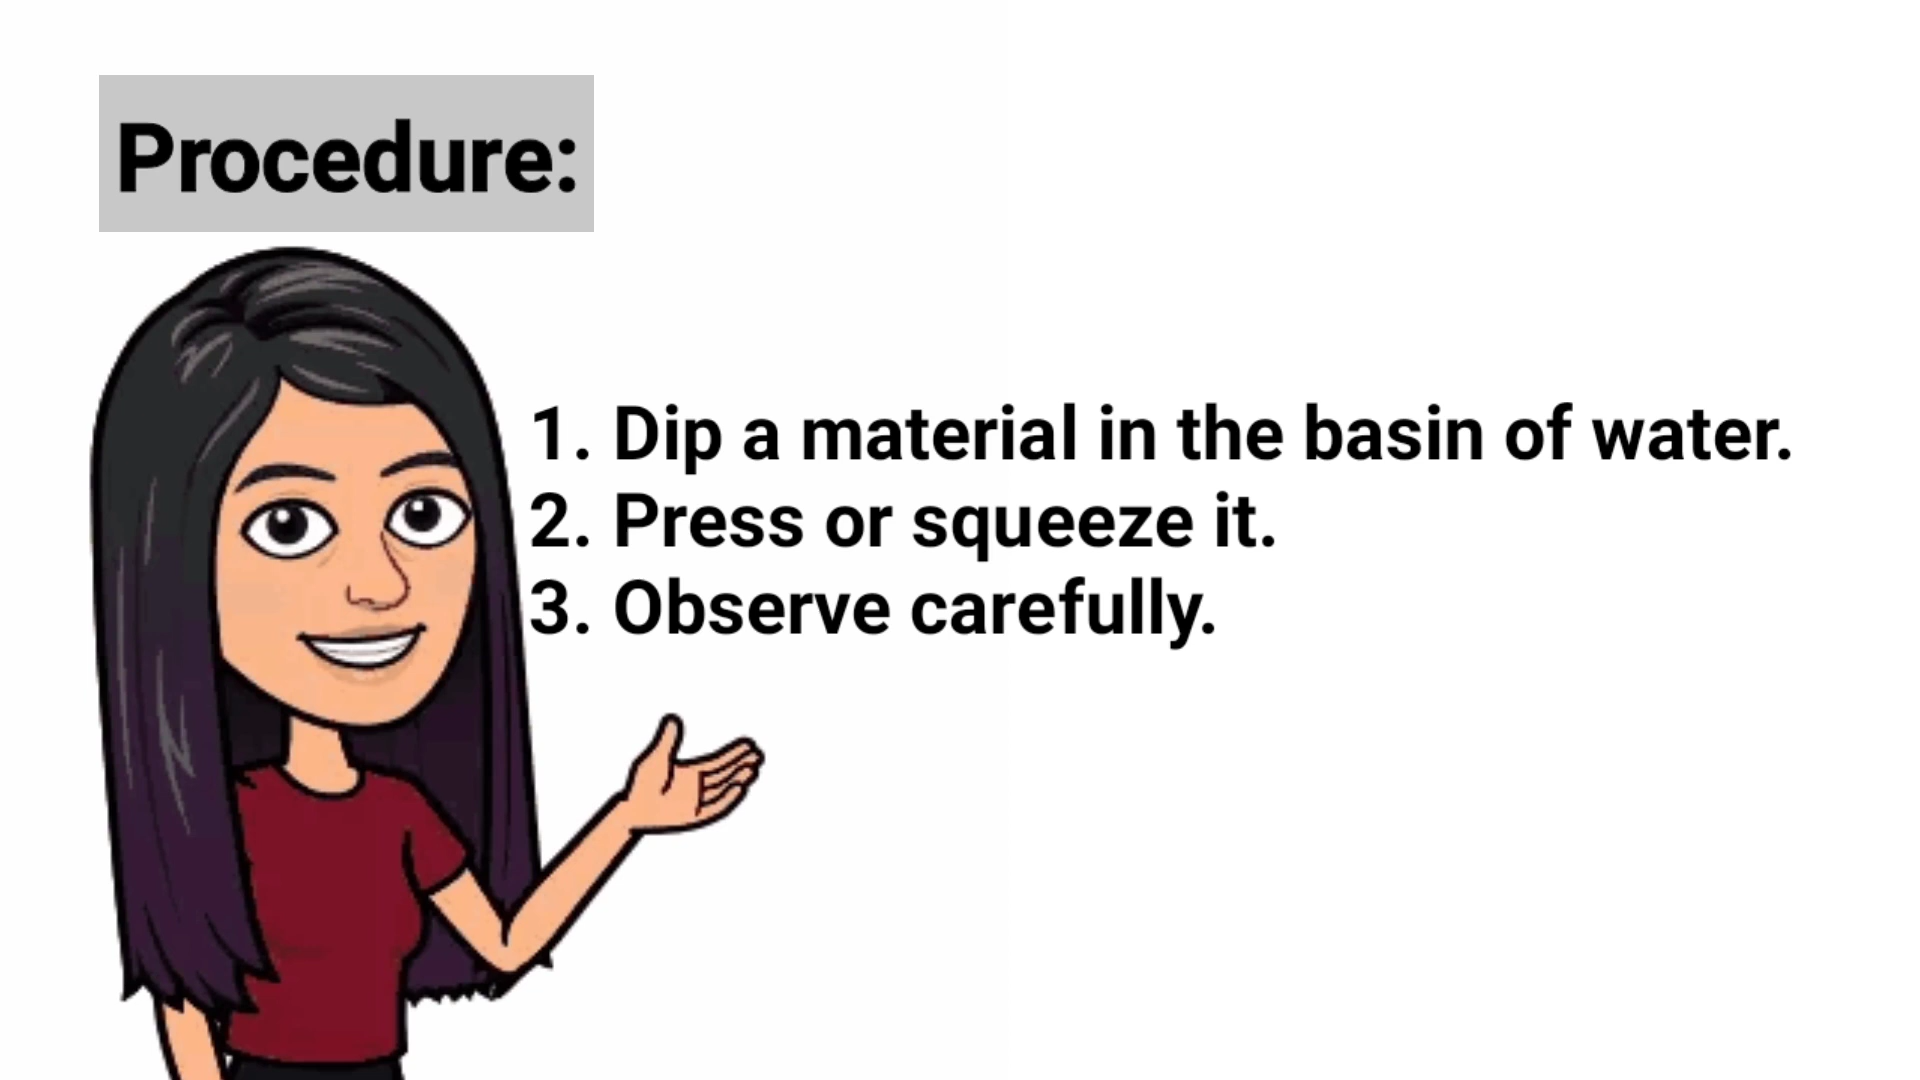 Procedure:
1. Dip a material in the basin of water.
2. Press or squeeze it.
3. Observe carefully.